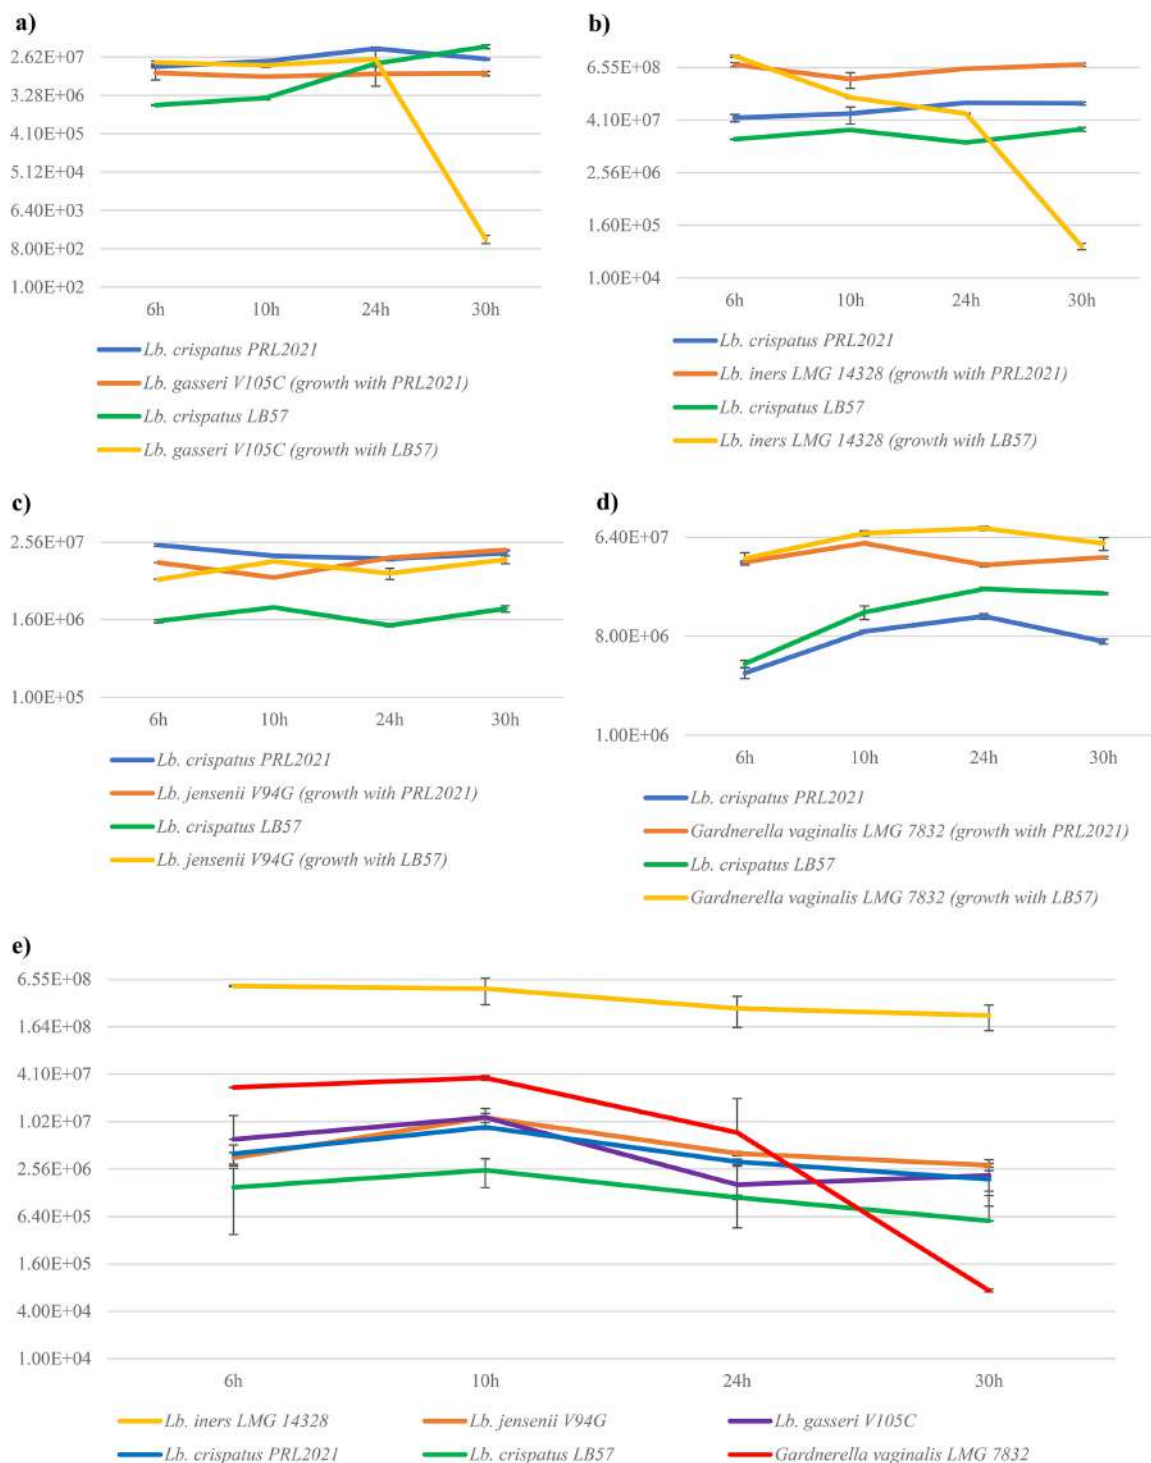 a)
2.62E+07
3.28E+06
4.10E+05
5.12E+04
6.40E+03
8.00E+02
1.00E+02
6h 10h 24h 30h
Lb. crispatus PRL2021
Lb. gasseri V105C (growth with PRL2021)
Lb. crispatus LB57
Lb. gasseri V105C (growth with LB57)
b)
6.55E+08
4.10E+07
2.56E+06
1.60E+05
1.00E+04
6h 10h 24h 30h
Lb. crispatus PRL2021
Lb. iners LMG 14328 (growth with PRL2021)
Lb. crispatus LB57
Lb. iners LMG 14328 (growth with LB57)
c)
2.56E+07
1.60E+06
1.00E+05
6h 10h 24h 30h
Lb. crispatus PRL2021
Lb. jensenii V94G (growth with PRL2021)
Lb. crispatus LB57
Lb. jensenii V94G (growth with LB57)
d)
6.40E+07
8.00E+06
1.00E+06
6h 10h 24h 30h
Lb. crispatus PRL2021
Gardnerella vaginalis LMG 7832 (growth with PRL2021)
Lb. crispatus LB57
Gardnerella vaginalis LMG 7832 (growth with LB57)
e)
6.55E+08
1.64E+08
4.10E+07
1.02E+07
2.56E+06
6.40E+05
1.60E+05
4.00E+04
1.00E+04
6h 10h 24h 30h
Lb. iners LMG 14328 Lb. jensenii V94G Lb. gasseri V105C
Lb. crispatus PRL2021 Lb. crispatus LB57 Gardnerella vaginalis LMG 7832